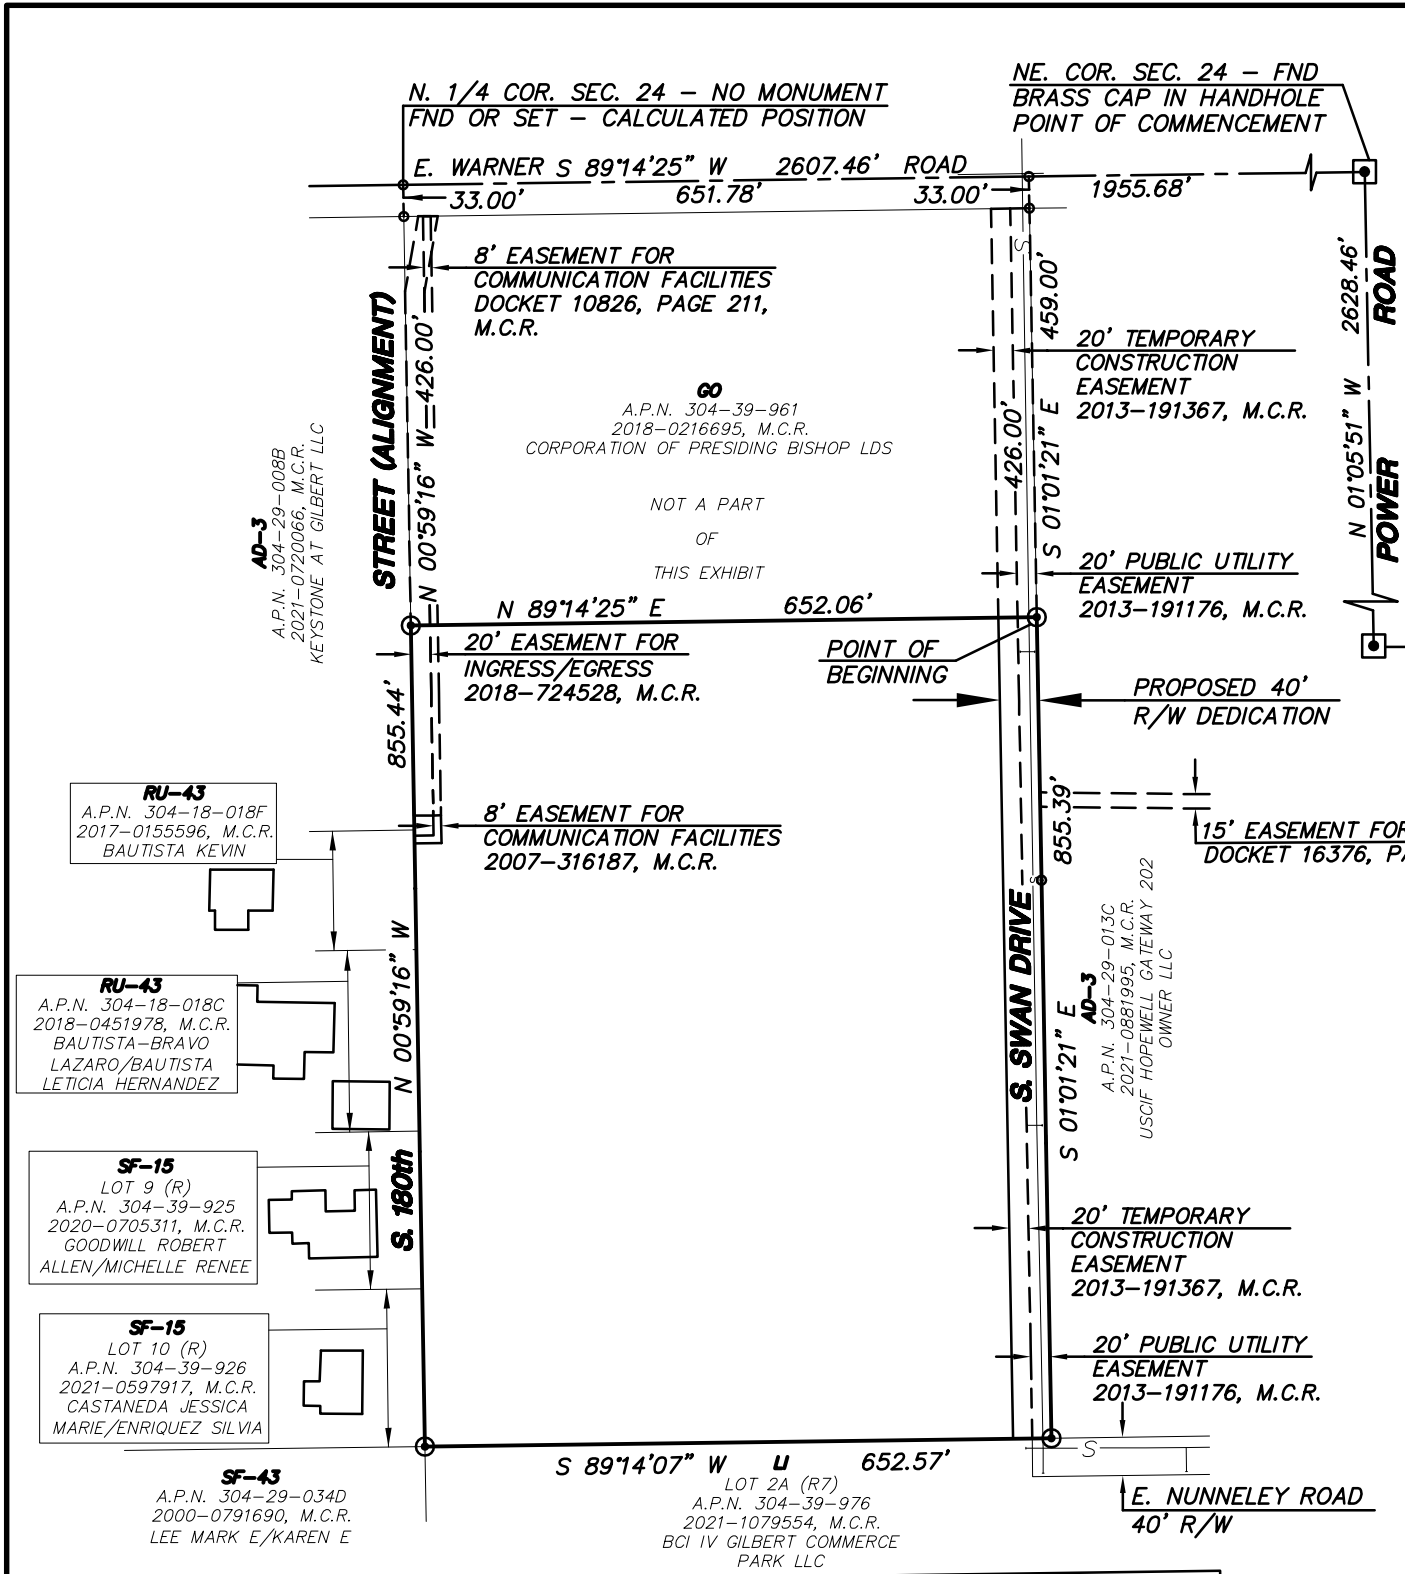 N. 1/4 COR. SEC. 24 – NO MONUMENT
FND OR SET – CALCULATED POSITION
NE. COR. SEC. 24 – FND
BRASS CAP IN HANDHOLE
POINT OF COMMENCEMENT
E. WARNER S 89°14'25" W 2607.46' ROAD
33.00' 651.78' 33.00' 1955.68'
8' EASEMENT FOR
COMMUNICATION FACILITIES
DOCKET 10826, PAGE 211,
M.C.R.
STREET (ALIGNMENT)
N 00°59'16" W 426.00'
S
459.00'
S 01°01'21" E
426.00'
20' TEMPORARY
CONSTRUCTION
EASEMENT
2013–191367, M.C.R.
2628.46'
N 01°05'51" W
ROAD
POWER
GO
A.P.N. 304–39–961
2018–0216695, M.C.R.
CORPORATION OF PRESIDING BISHOP LDS
NOT A PART
OF
THIS EXHIBIT
AD–3
A.P.N. 304–29–008B
2021–0720066, M.C.R.
KEYSTONE AT GILBERT LLC
20' PUBLIC UTILITY
EASEMENT
2013–191176, M.C.R.
N 89°14'25" E 652.06'
20' EASEMENT FOR
INGRESS/EGRESS
2018–724528, M.C.R.
POINT OF
BEGINNING
PROPOSED 40'
R/W DEDICATION
855.44'
855.39'
RU–43
A.P.N. 304–18–018F
2017–0155596, M.C.R.
BAUTISTA KEVIN
8' EASEMENT FOR
COMMUNICATION FACILITIES
2007–316187, M.C.R.
15' EASEMENT FOR
DOCKET 16376,
S
N 00°59'16" W
S. SWAN DRIVE
S 01°01'21" E
AD–3
A.P.N. 304–29–013C
2021–0881995, M.C.R.
USCIF HOPEWELL GATEWAY 202
OWNER LLC
RU–43
A.P.N. 304–18–018C
2018–0451978, M.C.R.
BAUTISTA–BRAVO
LAZARO/BAUTISTA
LETICIA HERNANDEZ
S. 180th
SF–15
LOT 9 (R)
A.P.N. 304–39–925
2020–0705311, M.C.R.
GOODWILL ROBERT
ALLEN/MICHELLE RENEE
20' TEMPORARY
CONSTRUCTION
EASEMENT
2013–191367, M.C.R.
SF–15
LOT 10 (R)
A.P.N. 304–39–926
2021–0597917, M.C.R.
CASTANEDA JESSICA
MARIE/ENRIQUEZ SILVIA
20' PUBLIC UTILITY
EASEMENT
2013–191176, M.C.R.
S
S 89°14'07" W LI 652.57'
SF–43
A.P.N. 304–29–034D
2000–0791690, M.C.R.
LEE MARK E/KAREN E
LOT 2A (R7)
A.P.N. 304–39–976
2021–1079554, M.C.R.
BCI IV GILBERT COMMERCE
PARK LLC
E. NUNNELEY ROAD
40' R/W